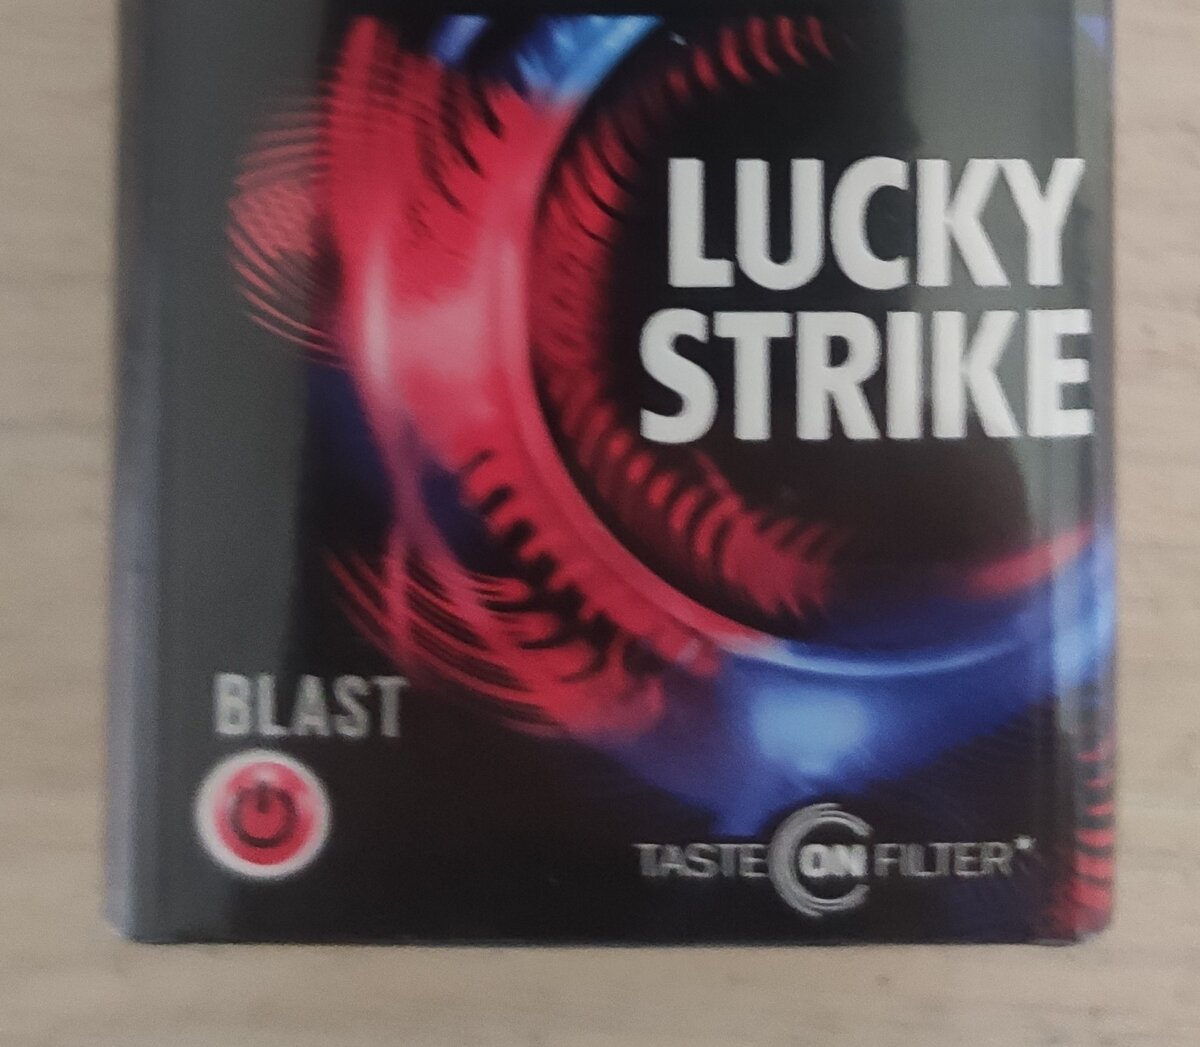 LUCKY
STRIKE
BLAST
TASTE ON FILTER*